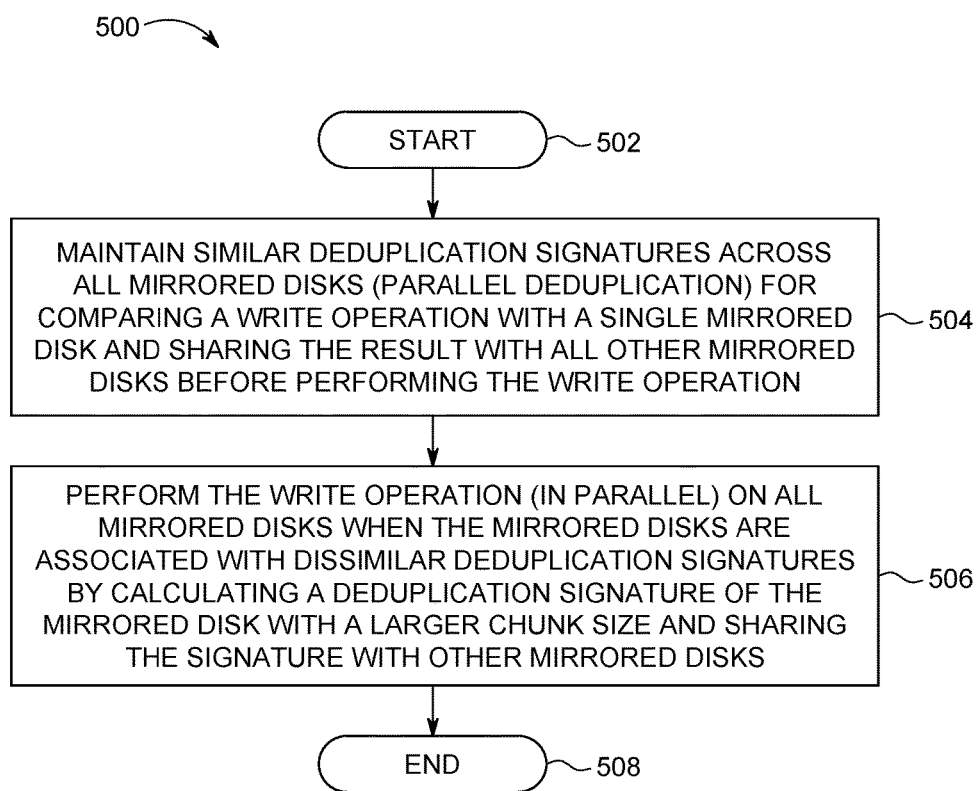 500
START
502
MAINTAIN SIMILAR DEDUPLICATION SIGNATURES ACROSS
ALL MIRRORED DISKS (PARALLEL DEDUPLICATION) FOR
COMPARING A WRITE OPERATION WITH A SINGLE MIRRORED
DISK AND SHARING THE RESULT WITH ALL OTHER MIRRORED
DISKS BEFORE PERFORMING THE WRITE OPERATION
504
PERFORM THE WRITE OPERATION (IN PARALLEL) ON ALL
MIRRORED DISKS WHEN THE MIRRORED DISKS ARE
ASSOCIATED WITH DISSIMILAR DEDUPLICATION SIGNATURES
BY CALCULATING A DEDUPLICATION SIGNATURE OF THE
MIRRORED DISK WITH A LARGER CHUNK SIZE AND SHARING
THE SIGNATURE WITH OTHER MIRRORED DISKS
506
END
508